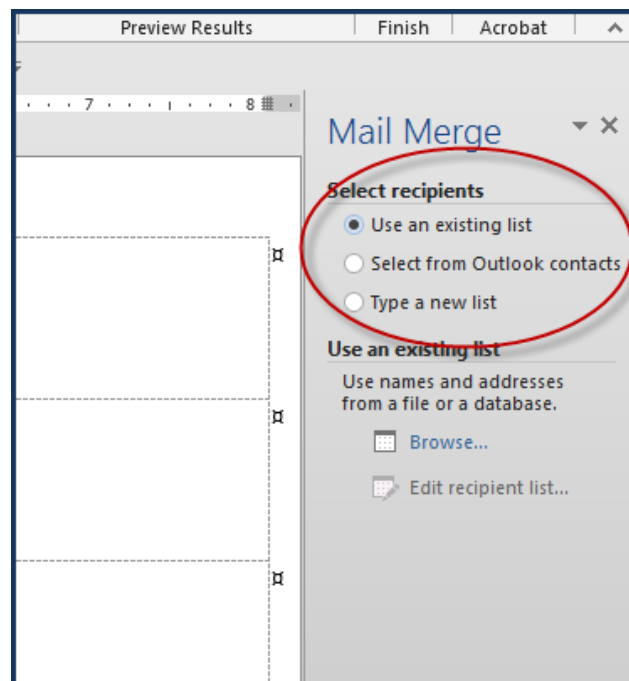 Preview Results Finish Acrobat
7 8
Mail Merge
Select recipients
Use an existing list
Select from Outlook contacts
Type a new list
Use an existing list
Use names and addresses
from a file or a database.
Browse...
Edit recipient list...
¤
¤
¤